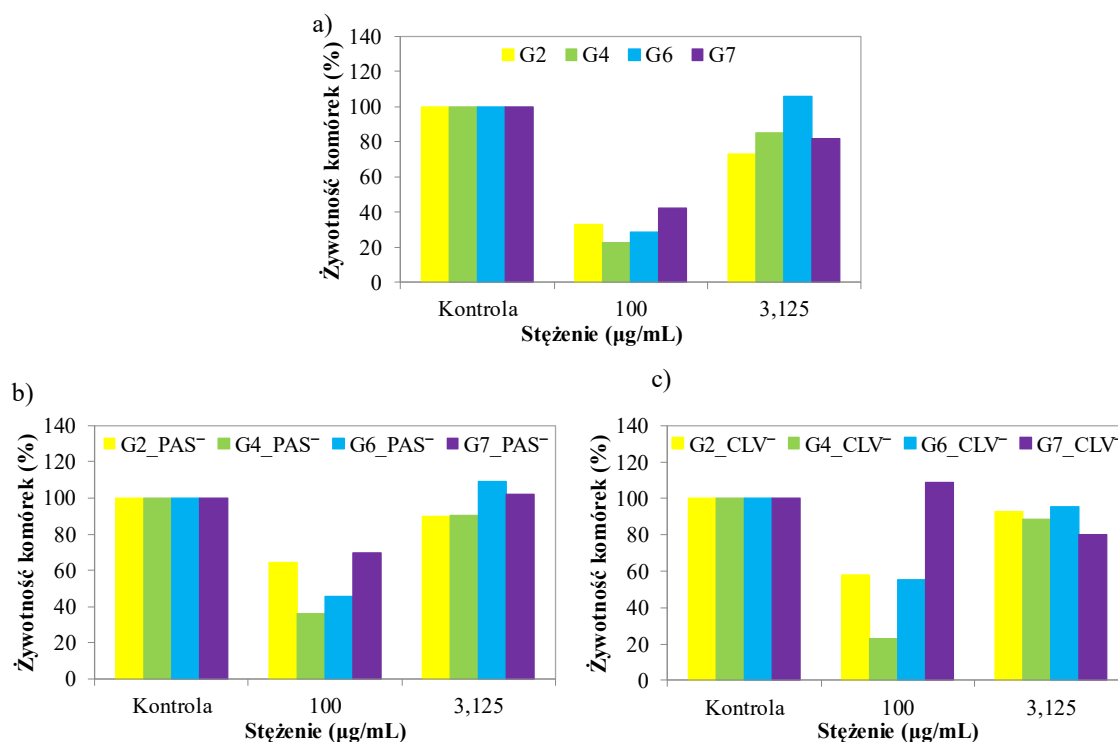 a)
G2 G4 G6 G7
Żywotność komórek (%)
140
120
100
80
60
40
20
0
Kontrola 100 3,125
Stężenie (µg/mL)
b)
G2_PAS⁻ G4_PAS⁻ G6_PAS⁻ G7_PAS⁻
Żywotność komórek (%)
140
120
100
80
60
40
20
0
Kontrola 100 3,125
Stężenie (µg/mL)
c)
G2_CLV⁻ G4_CLV⁻ G6_CLV⁻ G7_CLV⁻
Żywotność komórek (%)
140
120
100
80
60
40
20
0
Kontrola 100 3,125
Stężenie (µg/mL)